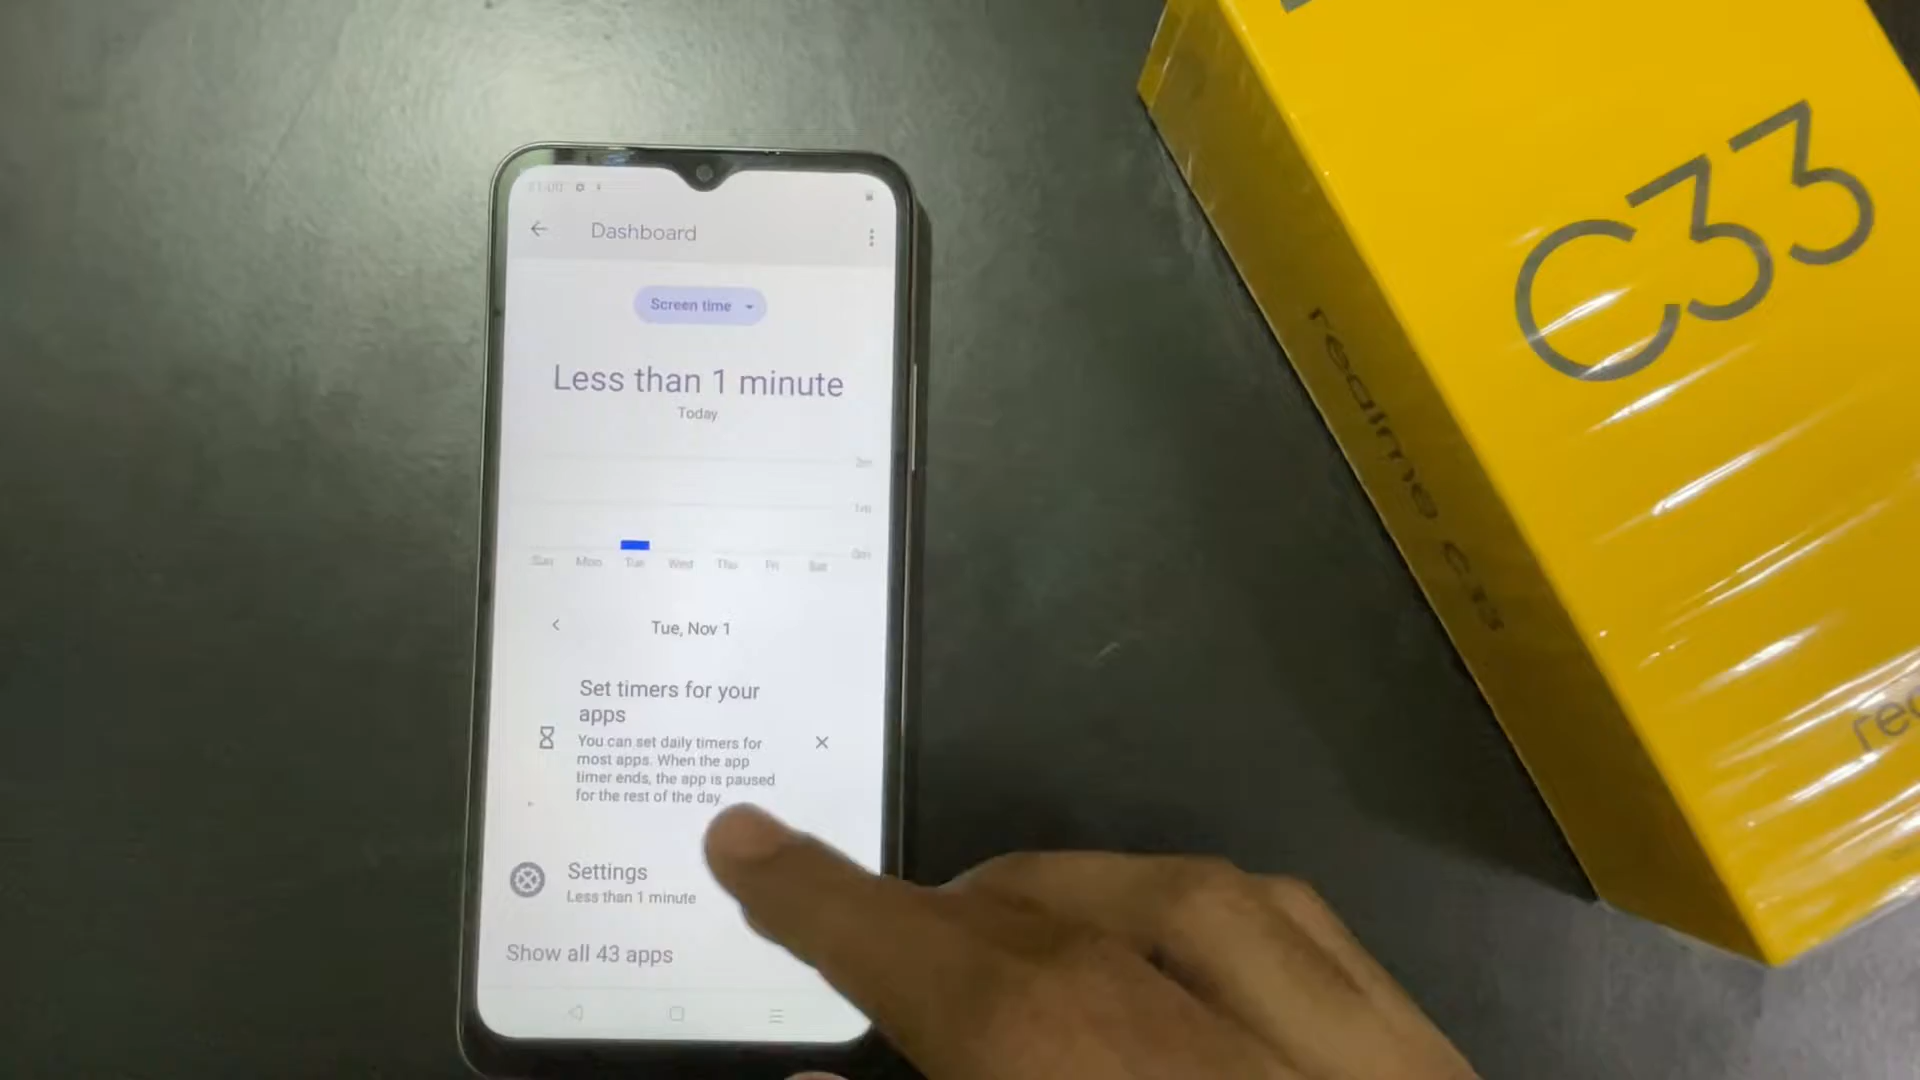 Dashboard
Screen time
Less than 1 minute
Today
2m
1m
0m
Sun Mon Tue Wed Thu Fri Sat
Tue, Nov 1
Set timers for your
apps
You can set daily timers for
most apps. When the app
timer ends, the app is paused
for the rest of the day.
Settings
Less than 1 minute
Show all 43 apps
C33
realme C33